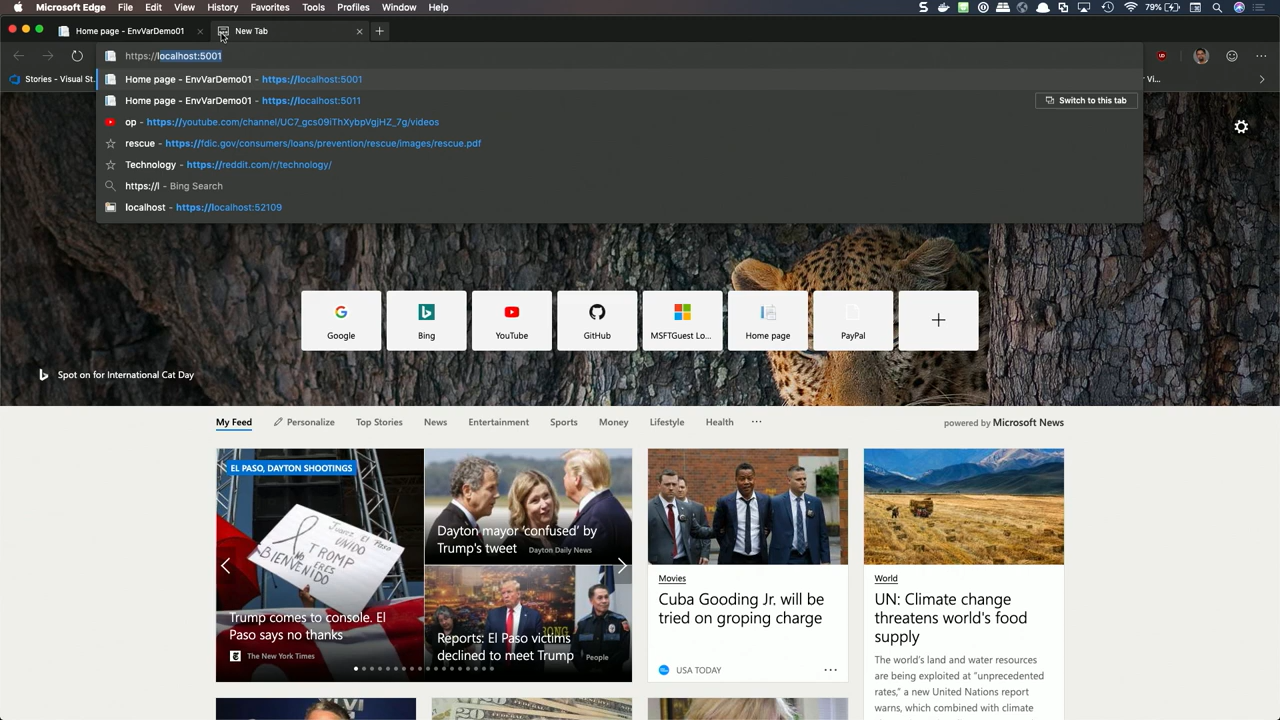 Microsoft Edge File Edit View History Favorites Tools Profiles Window Help 79%
Home page - EnvVarDemo01
New Tab
https://localhost:5001
Stories - Visual St.
Vi...
Home page - EnvVarDemo01 - https://localhost:5001
Home page - EnvVarDemo01 - https://localhost:5011
Switch to this tab
op - https://youtube.com/channel/UC7_gcs09iThXybpVgjHZ_7g/videos
rescue - https://fdic.gov/consumers/loans/prevention/rescue/images/rescue.pdf
Technology - https://reddit.com/r/technology/
https://l - Bing Search
localhost - https://localhost:52109
Google
Bing
YouTube
GitHub
MSFTGuest Lo...
Home page
PayPal
Spot on for International Cat Day
My Feed Personalize Top Stories News Entertainment Sports Money Lifestyle Health ...
powered by Microsoft News
EL PASO, DAYTON SHOOTINGS
Juarez El Paso
UNIDO
TROMP
NO ERES
BIENVENIDO
Trump comes to console. El
Paso says no thanks
The New York Times
Dayton mayor 'confused' by
Trump's tweet Dayton Daily News
Reports: El Paso victims
declined to meet Trump People
Movies
Cuba Gooding Jr. will be
tried on groping charge
USA TODAY
World
UN: Climate change
threatens world's food
supply
The world's land and water resources
are being exploited at "unprecedented
rates," a new United Nations report
warns, which combined with climate